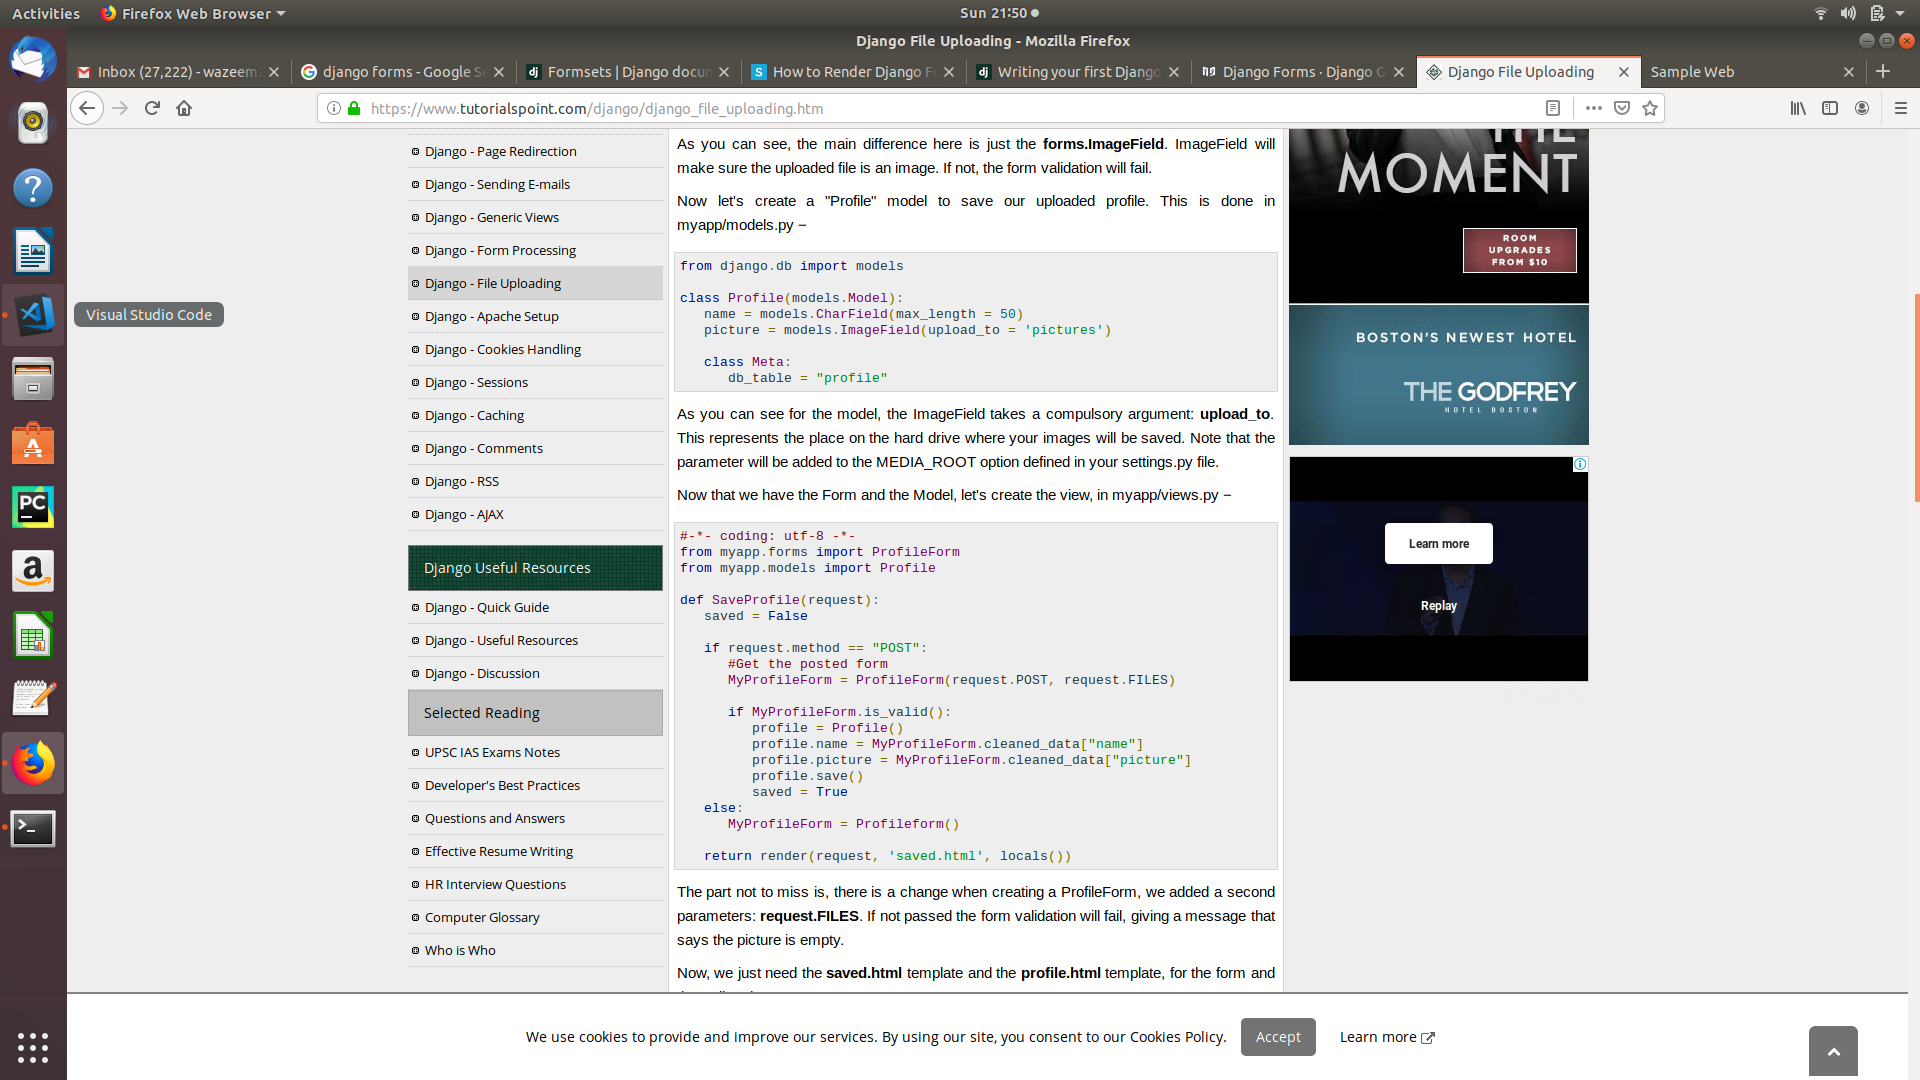 Activities
Firefox Web Browser
Sun 21:50
Django File Uploading - Mozilla Firefox
Inbox (27,222) - wazeem
django forms - Google Se
Formsets | Django docu
How to Render Django F
Writing your first Django
Django Forms · Django G
Django File Uploading
Sample Web
https://www.tutorialspoint.com/django/django_file_uploading.htm
Visual Studio Code
Django - Page Redirection
Django - Sending E-mails
Django - Generic Views
Django - Form Processing
Django - File Uploading
Django - Apache Setup
Django - Cookies Handling
Django - Sessions
Django - Caching
Django - Comments
Django - RSS
Django - AJAX
Django Useful Resources
Django - Quick Guide
Django - Useful Resources
Django - Discussion
Selected Reading
UPSC IAS Exams Notes
Developer's Best Practices
Questions and Answers
Effective Resume Writing
HR Interview Questions
Computer Glossary
Who is Who
As you can see, the main difference here is just the forms.ImageField. ImageField will
make sure the uploaded file is an image. If not, the form validation will fail.
Now let's create a "Profile" model to save our uploaded profile. This is done in
myapp/models.py −
from django.db import models
class Profile(models.Model):
name = models.CharField(max_length = 50)
picture = models.ImageField(upload_to = 'pictures')
class Meta:
db_table = "profile"
As you can see for the model, the ImageField takes a compulsory argument: upload_to.
This represents the place on the hard drive where your images will be saved. Note that the
parameter will be added to the MEDIA_ROOT option defined in your settings.py file.
Now that we have the Form and the Model, let's create the view, in myapp/views.py −
#-*- coding: utf-8 -*-
from myapp.forms import ProfileForm
from myapp.models import Profile
def SaveProfile(request):
saved = False
if request.method == "POST":
#Get the posted form
MyProfileForm = ProfileForm(request.POST, request.FILES)
if MyProfileForm.is_valid():
profile = Profile()
profile.name = MyProfileForm.cleaned_data["name"]
profile.picture = MyProfileForm.cleaned_data["picture"]
profile.save()
saved = True
else:
MyProfileForm = Profileform()
return render(request, 'saved.html', locals())
The part not to miss is, there is a change when creating a ProfileForm, we added a second
parameters: request.FILES. If not passed the form validation will fail, giving a message that
says the picture is empty.
Now, we just need the saved.html template and the profile.html template, for the form and
THE
MOMENT
ROOM
UPGRADES
FROM $10
BOSTON'S NEWEST HOTEL
THE GODFREY
HOTEL BOSTON
Learn more
Replay
We use cookies to provide and improve our services. By using our site, you consent to our Cookies Policy.
Accept
Learn more